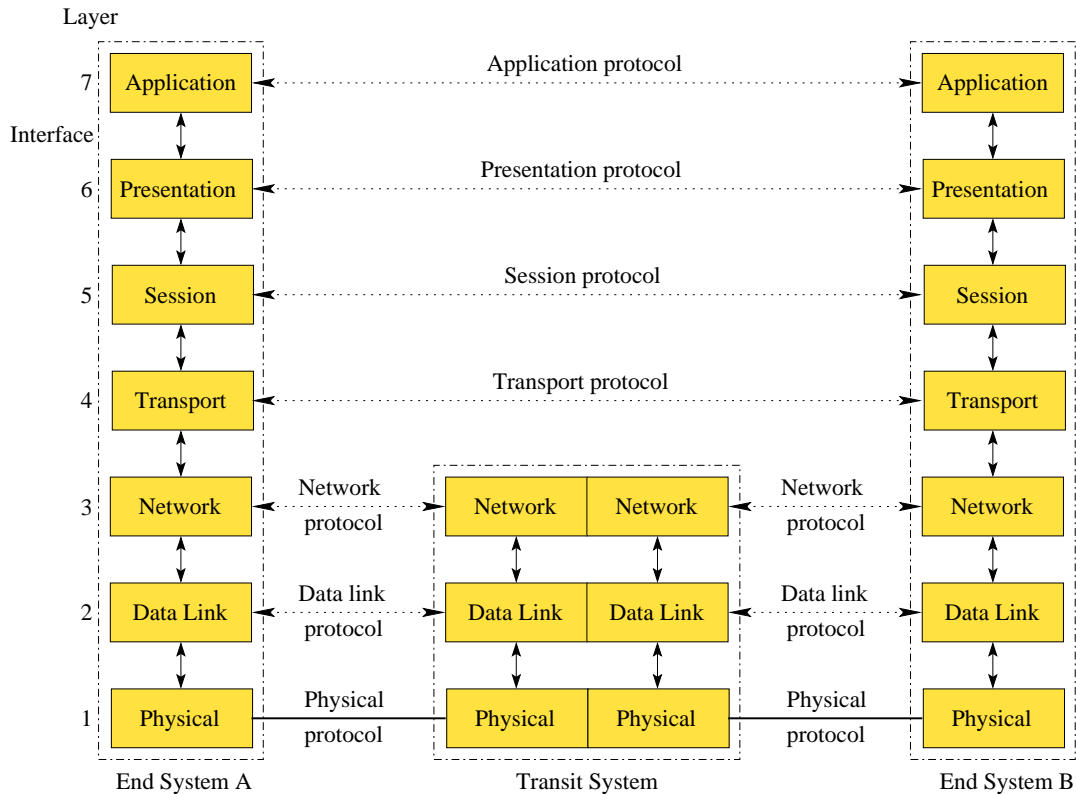 Layer
7
Application
Application protocol
Application
Interface
6
Presentation
Presentation protocol
Presentation
5
Session
Session protocol
Session
4
Transport
Transport protocol
Transport
3
Network
Network
protocol
Network
Network
Network
protocol
Network
2
Data Link
Data link
protocol
Data Link
Data Link
Data link
protocol
Data Link
1
Physical
Physical
protocol
Physical
Physical
Physical
protocol
Physical
End System A
Transit System
End System B